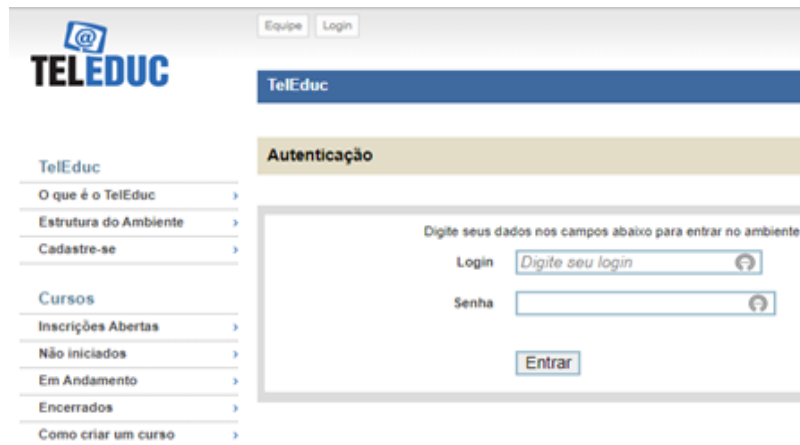 @
TELEDUC
Equipe Login
TelEduc
Autenticação
TelEduc
O que é o TelEduc
Estrutura do Ambiente
Cadastre-se
Cursos
Inscrições Abertas
Não iniciados
Em Andamento
Encerrados
Como criar um curso
Digite seus dados nos campos abaixo para entrar no ambiente
Login Digite seu login
Senha
Entrar